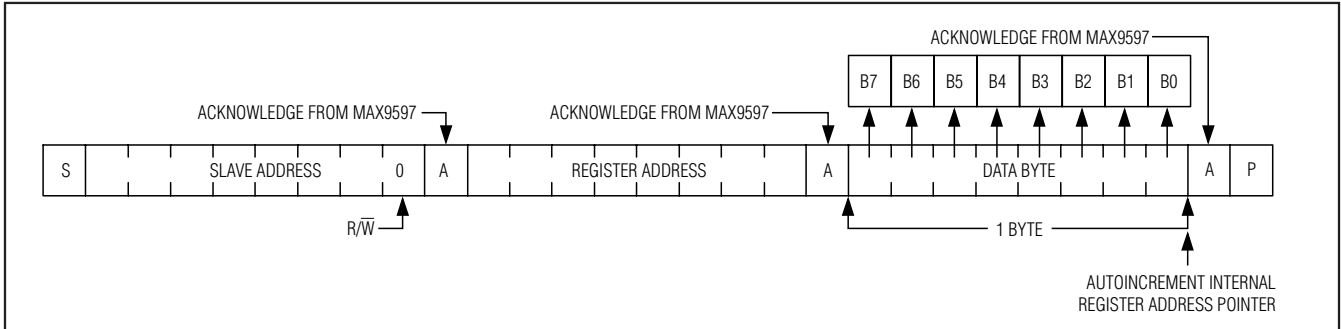 ACKNOWLEDGE FROM MAX9597
B7 B6 B5 B4 B3 B2 B1 B0
ACKNOWLEDGE FROM MAX9597 ACKNOWLEDGE FROM MAX9597
S SLAVE ADDRESS 0 A REGISTER ADDRESS A DATA BYTE A P
R/W̅ 1 BYTE
AUTOINCREMENT INTERNAL
REGISTER ADDRESS POINTER